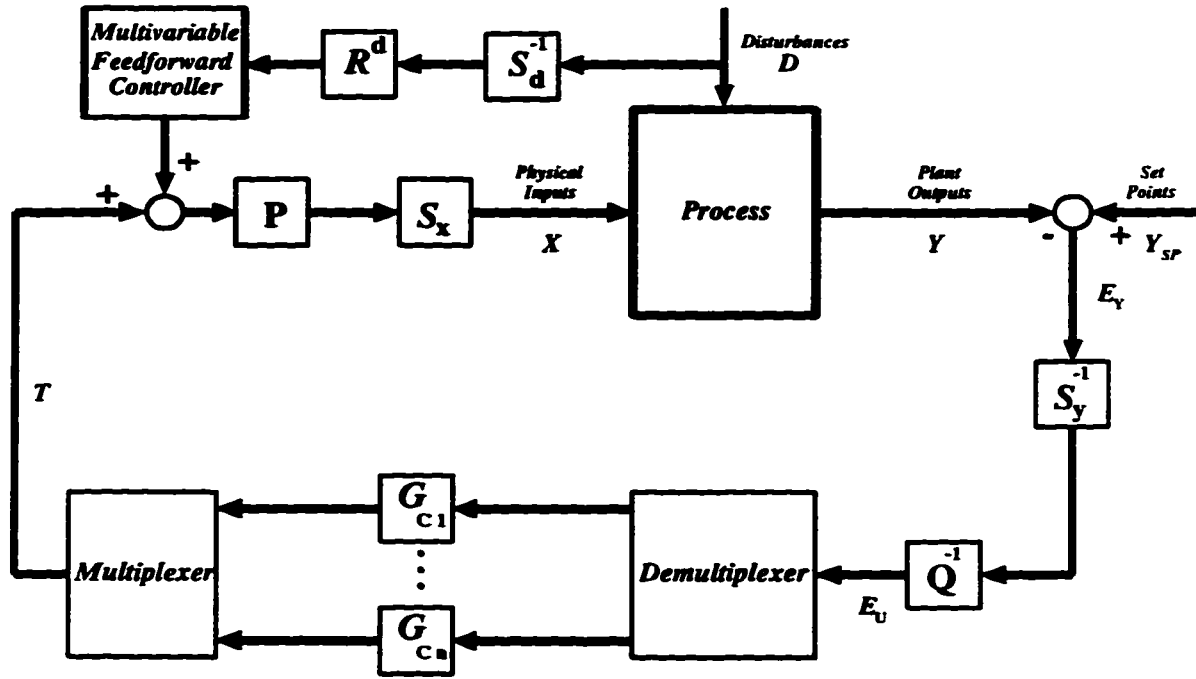 Multivariable
Feedforward
Controller
R^d
S_d^-1
Disturbances
D
+
+
P
S_x
Physical
Inputs
X
Process
Plant
Outputs
Y
-
+
Set
Points
Y_SP
E_Y
S_y^-1
T
Multiplexer
G_C1
G_Cn
Demultiplexer
E_U
Q^-1